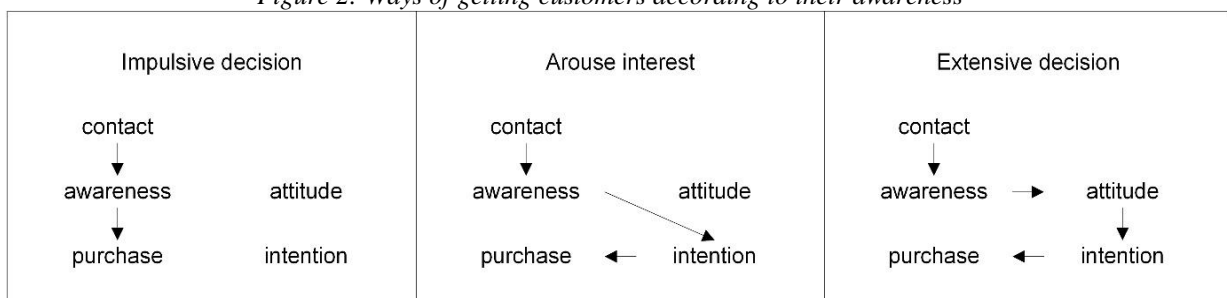 Figure 2: Ways of getting customers according to their awareness
Impulsive decision
contact
awareness attitude
purchase intention
Arouse interest
contact
awareness attitude
purchase intention
Extensive decision
contact
awareness attitude
purchase intention